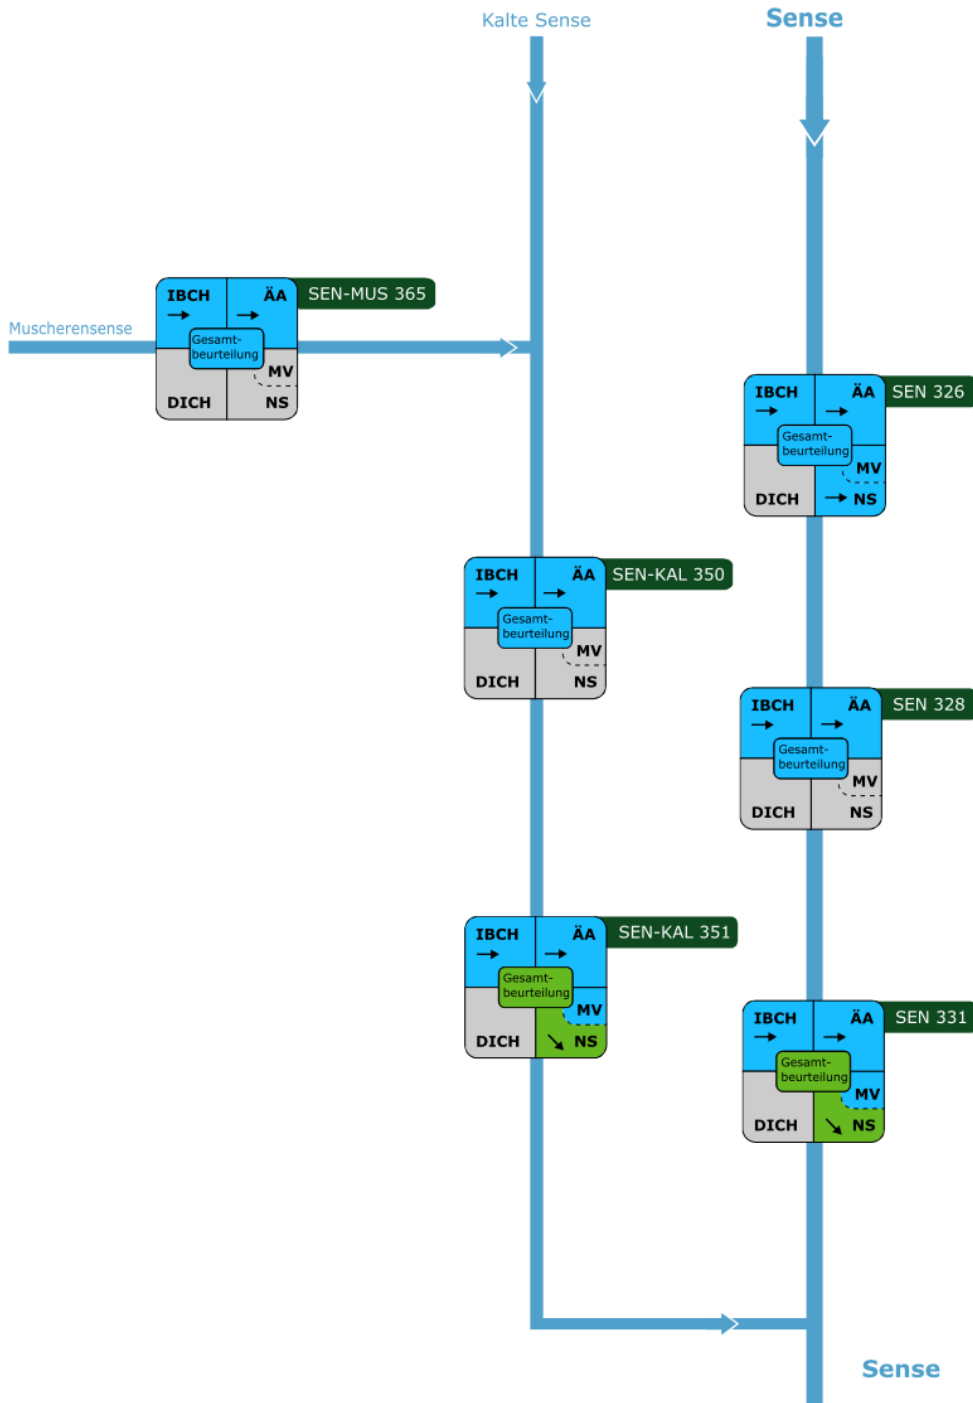 Kalte Sense
Sense
IBCH
ÄA
SEN-MUS 365
Muscherensense
Gesamt-
beurteilung
MV
DICH
NS
IBCH
ÄA
SEN 326
Gesamt-
beurteilung
MV
DICH
NS
IBCH
ÄA
SEN-KAL 350
Gesamt-
beurteilung
MV
DICH
NS
IBCH
ÄA
SEN 328
Gesamt-
beurteilung
MV
DICH
NS
IBCH
ÄA
SEN-KAL 351
Gesamt-
beurteilung
MV
DICH
NS
IBCH
ÄA
SEN 331
Gesamt-
beurteilung
MV
DICH
NS
Sense